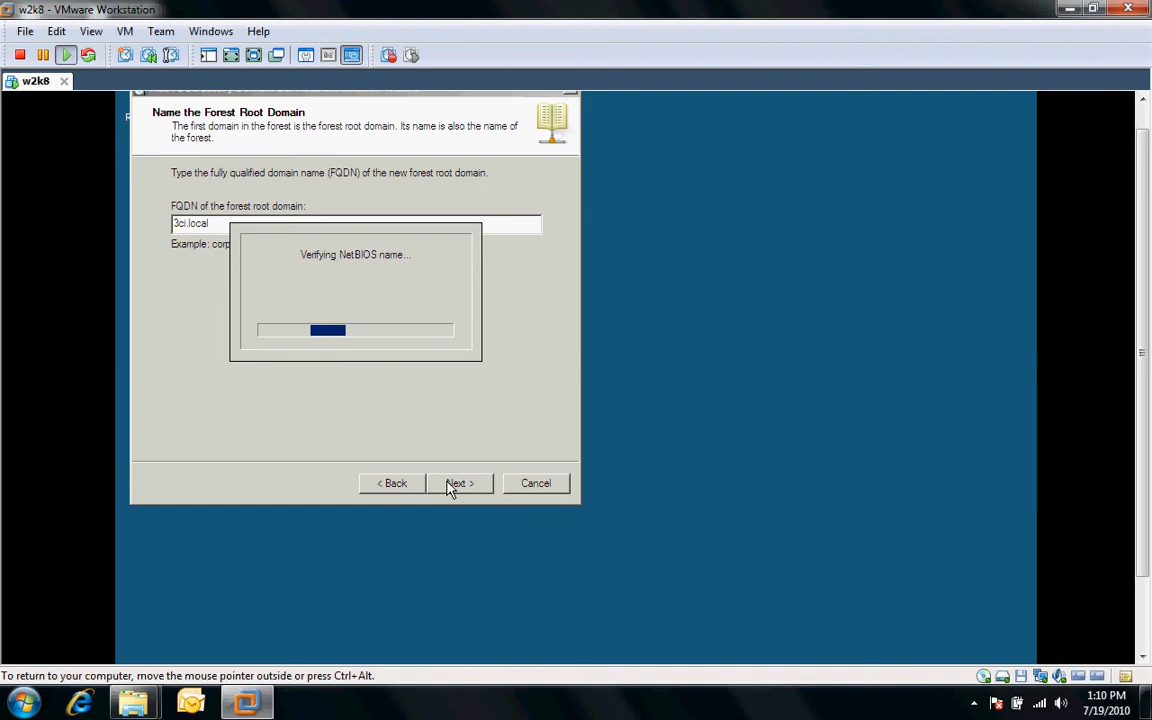 w2k8 - VMware Workstation
File Edit View VM Team Windows Help
w2k8
R
Name the Forest Root Domain
The first domain in the forest is the forest root domain. Its name is also the name of
the forest.
Type the fully qualified domain name (FQDN) of the new forest root domain.
FQDN of the forest root domain:
3ci.local
Example: corp
Verifying NetBIOS name...
< Back Next > Cancel
To return to your computer, move the mouse pointer outside or press Ctrl+Alt.
1:10 PM
7/19/2010